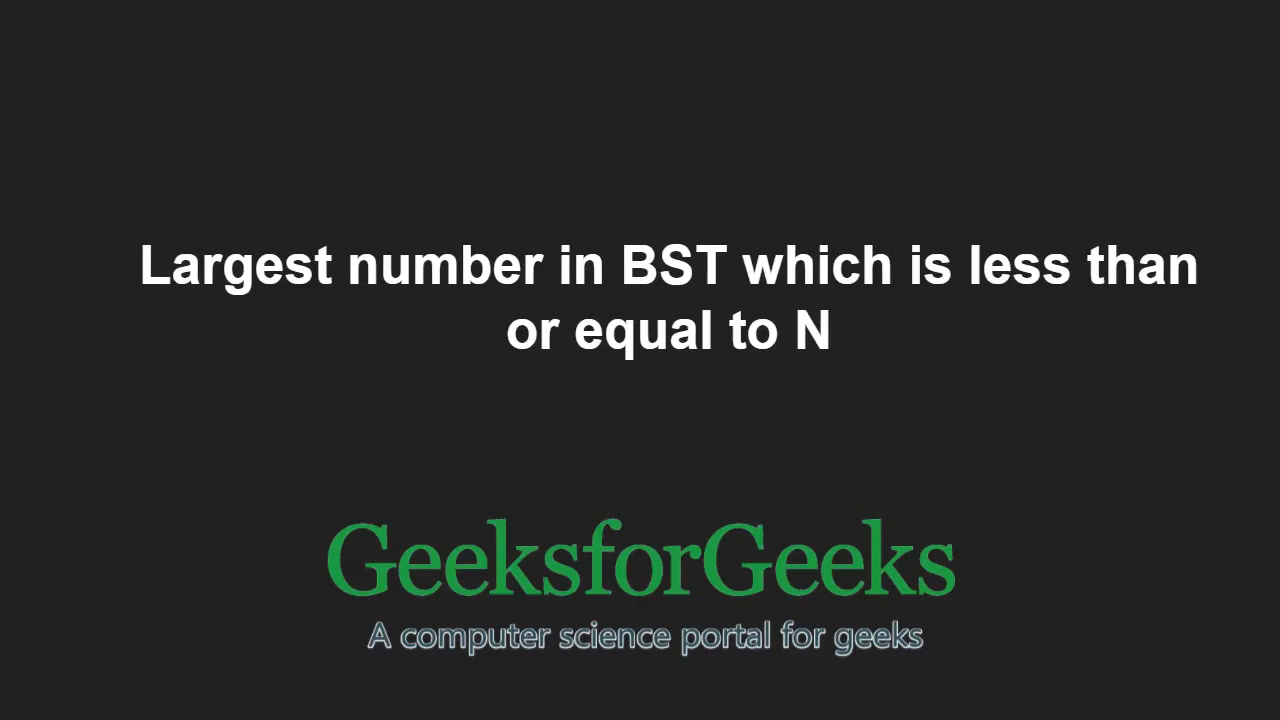 Largest number in BST which is less than
or equal to N
GeeksforGeeks
A computer science portal for geeks